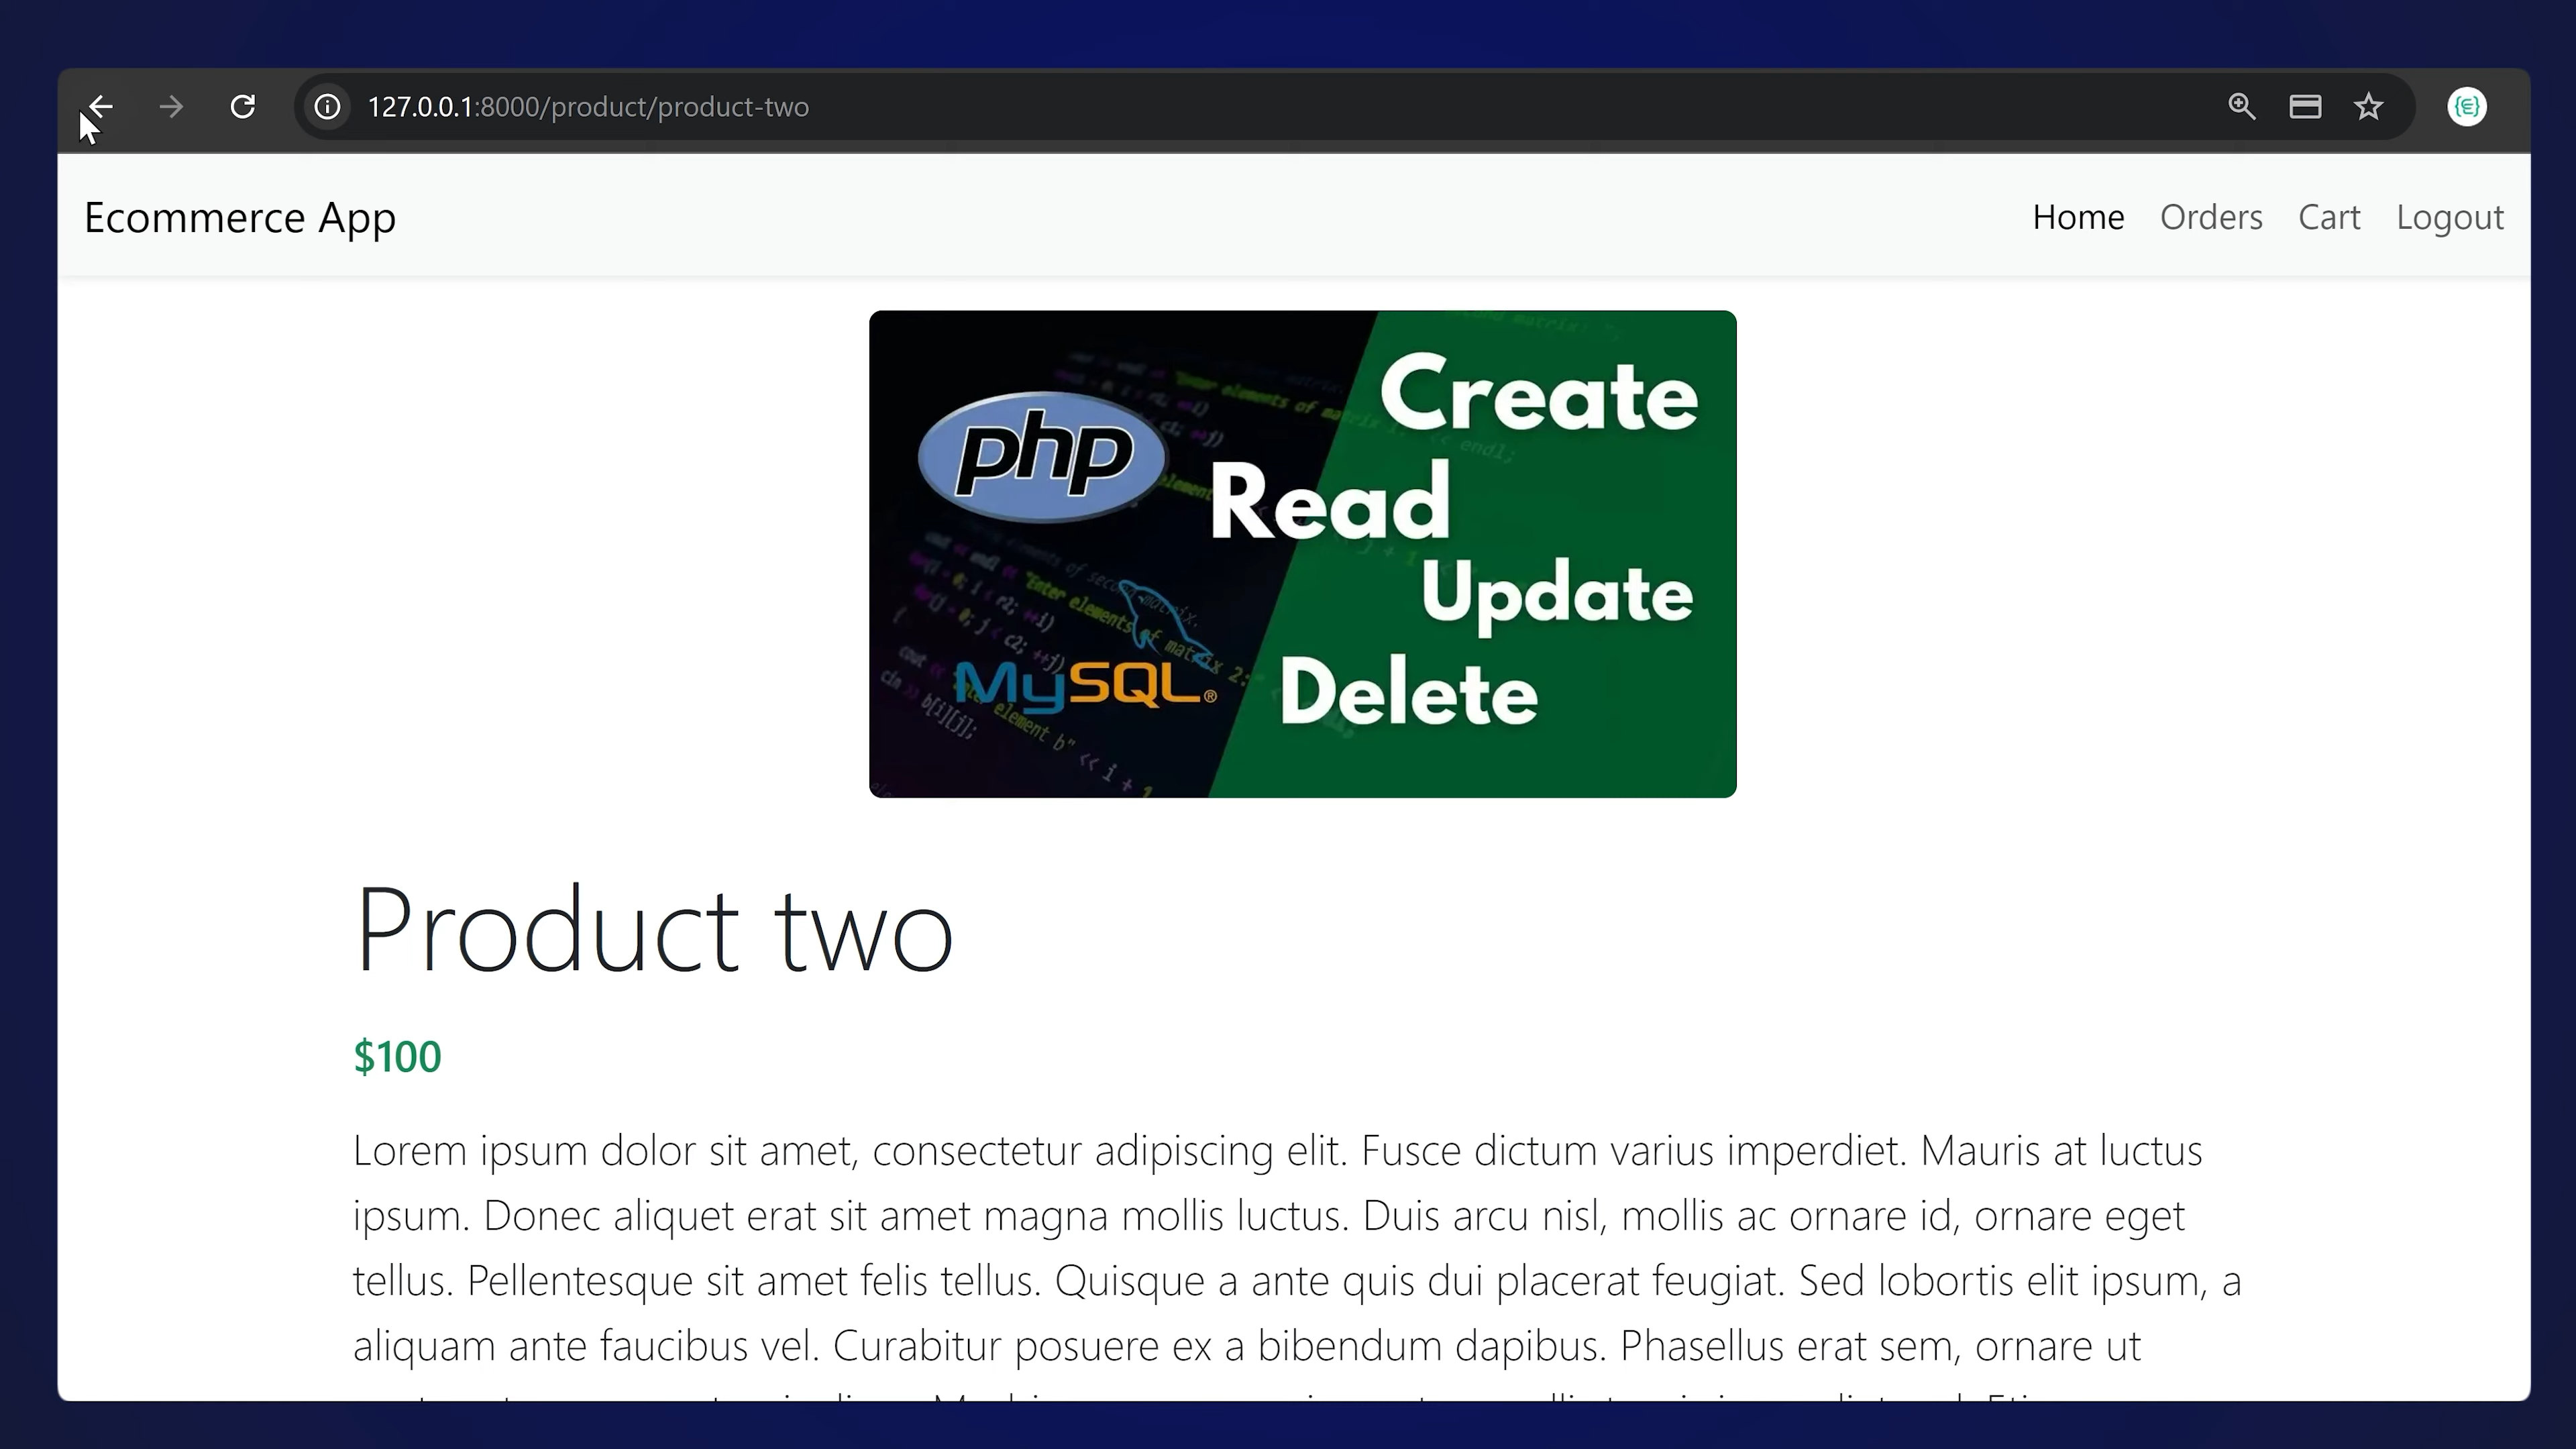 127.0.0.1:8000/product/product-two
Ecommerce App
Home Orders Cart Logout
Create
php
Read
Update
MySQL®
Delete
Product two
$100
Lorem ipsum dolor sit amet, consectetur adipiscing elit. Fusce dictum varius imperdiet. Mauris at luctus
ipsum. Donec aliquet erat sit amet magna mollis luctus. Duis arcu nisl, mollis ac ornare id, ornare eget
tellus. Pellentesque sit amet felis tellus. Quisque a ante quis dui placerat feugiat. Sed lobortis elit ipsum, a
aliquam ante faucibus vel. Curabitur posuere ex a bibendum dapibus. Phasellus erat sem, ornare ut